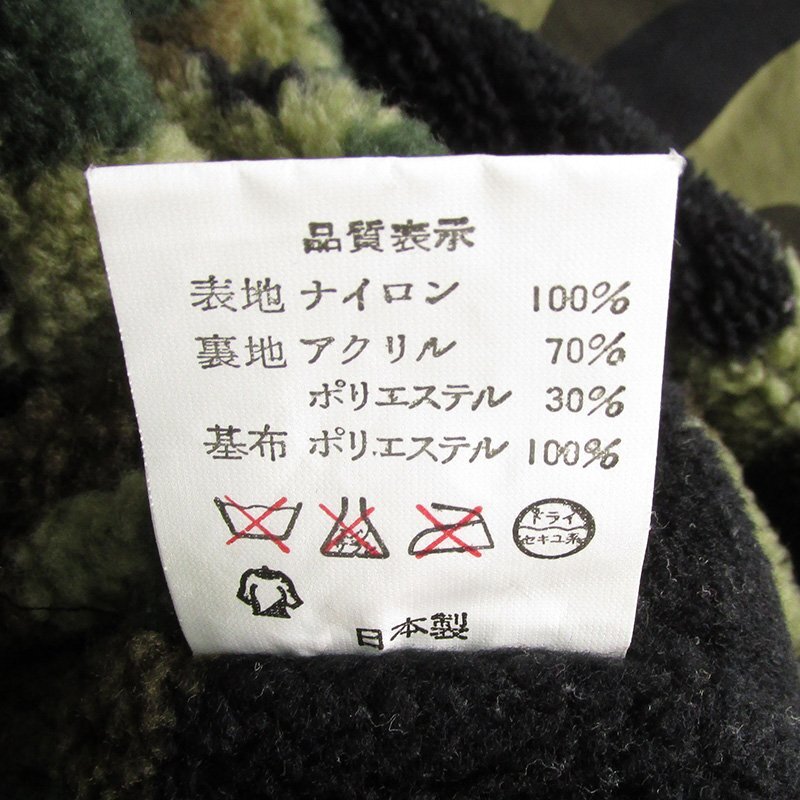 品質表示
表地 ナイロン 100%
裏地 アクリル 70%
ポリエステル 30%
基布 ポリエステル 100%
ドライ
セキユ系
日本製